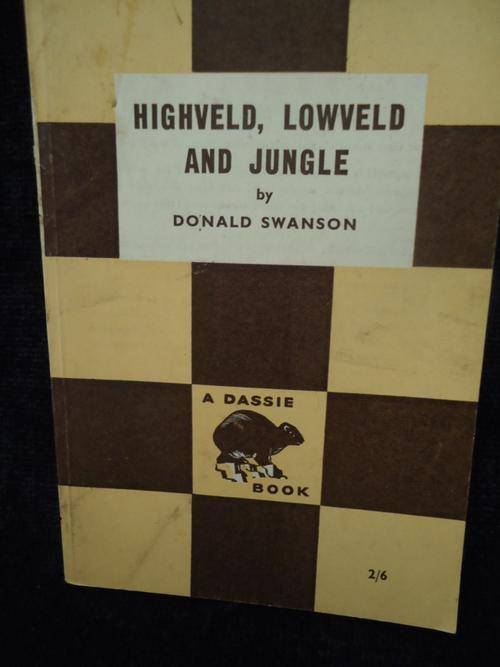 HIGHVELD, LOWVELD
AND JUNGLE
by
DONALD SWANSON
A DASSIE
BOOK
2/6